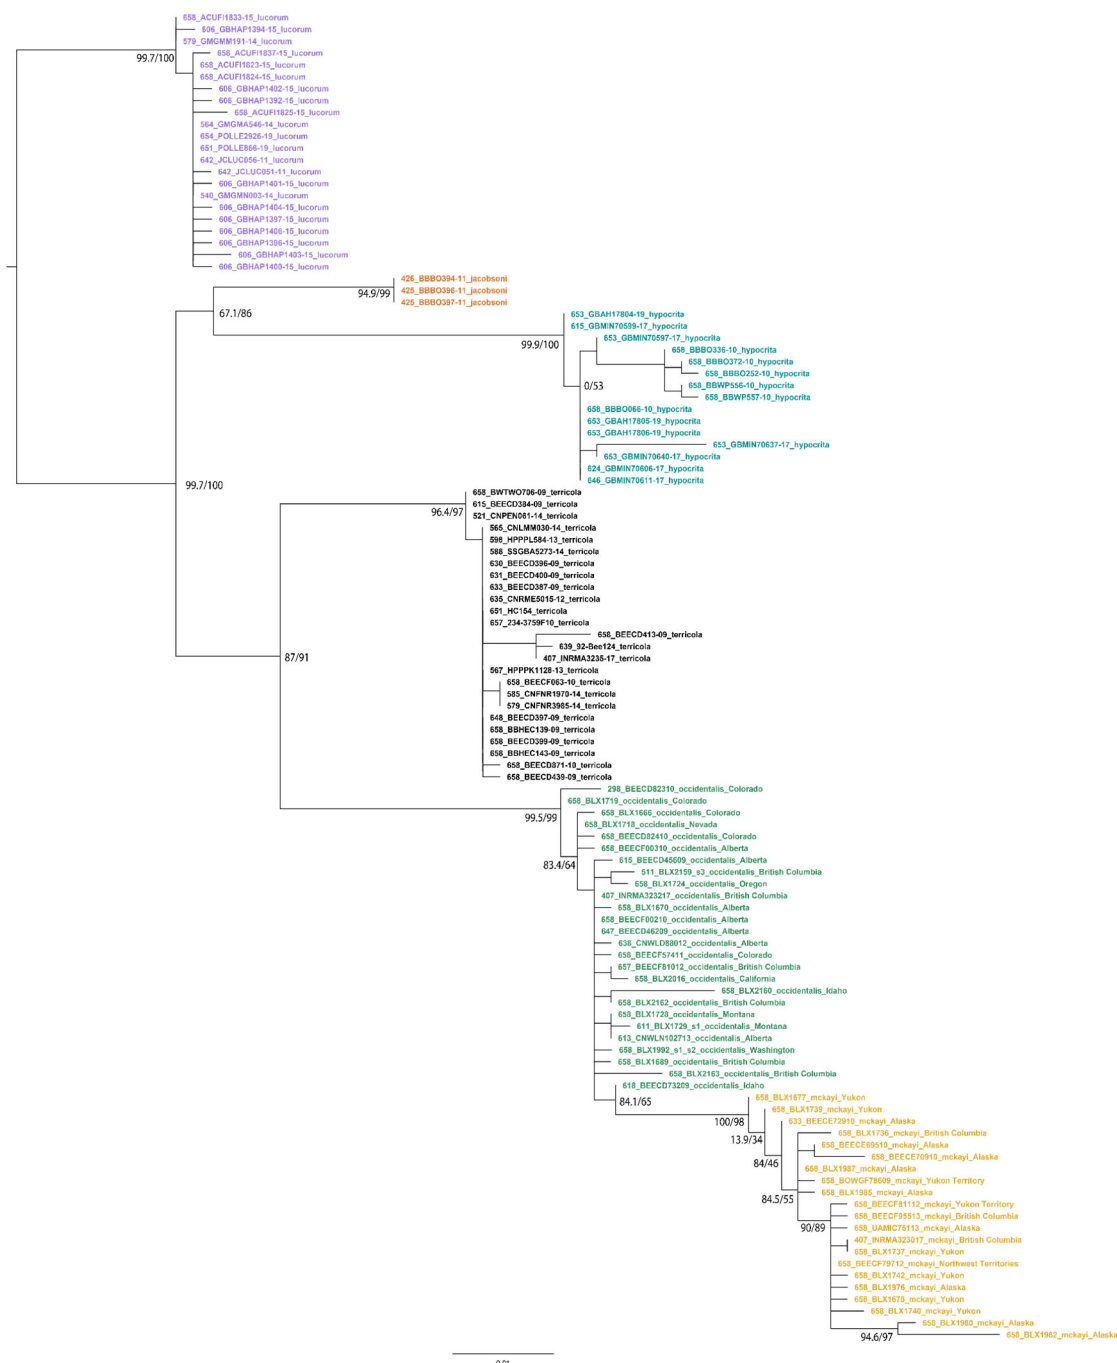 658_ACUFI1833-15_lucorum
606_GBHAP1394-15_lucorum
579_GMGMM191-14_lucorum
99.7/100
658_ACUFI1837-15_lucorum
658_ACUFI1823-15_lucorum
658_ACUFI1824-15_lucorum
606_GBHAP1402-15_lucorum
606_GBHAP1392-15_lucorum
658_ACUFI1825-15_lucorum
564_GMGMA546-14_lucorum
654_POLLE2926-19_lucorum
651_POLLE866-19_lucorum
642_JCLUC056-11_lucorum
642_JCLUC051-11_lucorum
606_GBHAP1401-15_lucorum
540_GMGMN003-14_lucorum
606_GBHAP1404-15_lucorum
606_GBHAP1397-15_lucorum
606_GBHAP1406-15_lucorum
606_GBHAP1396-15_lucorum
606_GBHAP1403-15_lucorum
606_GBHAP1400-15_lucorum
426_BBBO394-11_jacobsoni
425_BBBO396-11_jacobsoni
94.9/99
425_BBBO397-11_jacobsoni
67.1/86
653_GBAH17804-19_hypocrita
615_GBMIN70599-17_hypocrita
653_GBMIN70597-17_hypocrita
99.9/100
658_BBBO336-10_hypocrita
658_BBBO372-10_hypocrita
658_BBBO252-10_hypocrita
0/53
658_BBWP556-10_hypocrita
658_BBWP557-10_hypocrita
658_BBBO066-10_hypocrita
653_GBAH17805-19_hypocrita
653_GBAH17806-19_hypocrita
653_GBMIN70637-17_hypocrita
653_GBMIN70640-17_hypocrita
624_GBMIN70606-17_hypocrita
646_GBMIN70611-17_hypocrita
99.7/100
658_BWTWO706-09_terricola
615_BEECD384-09_terricola
96.4/97
521_CNPEN061-14_terricola
565_CNLMM030-14_terricola
598_HPPPL584-13_terricola
588_SSGBA5273-14_terricola
630_BEECD396-09_terricola
631_BEECD400-09_terricola
633_BEECD387-09_terricola
635_CNRME5015-12_terricola
651_HC154_terricola
657_234-3759F10_terricola
658_BEECD413-09_terricola
639_92-Bee124_terricola
87/91
407_INRMA3235-17_terricola
567_HPPPK1128-13_terricola
658_BEECF063-10_terricola
585_CNFNR1970-14_terricola
579_CNFNR3985-14_terricola
648_BEECD397-09_terricola
658_BBHEC139-09_terricola
658_BEECD399-09_terricola
658_BBHEC143-09_terricola
658_BEECD871-10_terricola
658_BEECD439-09_terricola
298_BEECD82310_occidentalis_Colorado
658_BLX1719_occidentalis_Colorado
99.5/99
658_BLX1666_occidentalis_Colorado
658_BLX1718_occidentalis_Nevada
658_BEECD82410_occidentalis_Colorado
658_BEECF00310_occidentalis_Alberta
83.4/64
615_BEECD45609_occidentalis_Alberta
511_BLX2159_s3_occidentalis_British Columbia
658_BLX1724_occidentalis_Oregon
407_INRMA323217_occidentalis_British Columbia
658_BLX1670_occidentalis_Alberta
658_BEECF00210_occidentalis_Alberta
647_BEECD46209_occidentalis_Alberta
638_CNWLD88012_occidentalis_Alberta
658_BEECF57411_occidentalis_Colorado
657_BEECF81012_occidentalis_British Columbia
658_BLX2016_occidentalis_California
658_BLX2160_occidentalis_Idaho
658_BLX2162_occidentalis_British Columbia
658_BLX1728_occidentalis_Montana
611_BLX1729_s1_occidentalis_Montana
613_CNWLN102713_occidentalis_Alberta
658_BLX1992_s1_s2_occidentalis_Washington
658_BLX1689_occidentalis_British Columbia
658_BLX2163_occidentalis_British Columbia
618_BEECD73209_occidentalis_Idaho
84.1/65
658_BLX1677_mckayi_Yukon
658_BLX1739_mckayi_Yukon
100/98
633_BEECE72910_mckayi_Alaska
658_BLX1736_mckayi_British Columbia
13.9/34
658_BEECE69510_mckayi_Alaska
658_BEECE70910_mckayi_Alaska
84/46
658_BLX1987_mckayi_Alaska
658_BOWGF78609_mckayi_Yukon Territory
658_BLX1985_mckayi_Alaska
84.5/55
658_BEECF81112_mckayi_Yukon Territory
658_BEECF95513_mckayi_British Columbia
658_UAMIC75113_mckayi_Alaska
90/89
407_INRMA323017_mckayi_British Columbia
658_BLX1737_mckayi_Yukon
658_BEECF79712_mckayi_Northwest Territories
658_BLX1742_mckayi_Yukon
658_BLX1976_mckayi_Alaska
658_BLX1675_mckayi_Yukon
658_BLX1740_mckayi_Yukon
658_BLX1980_mckayi_Alaska
658_BLX1982_mckayi_Alaska
94.6/97